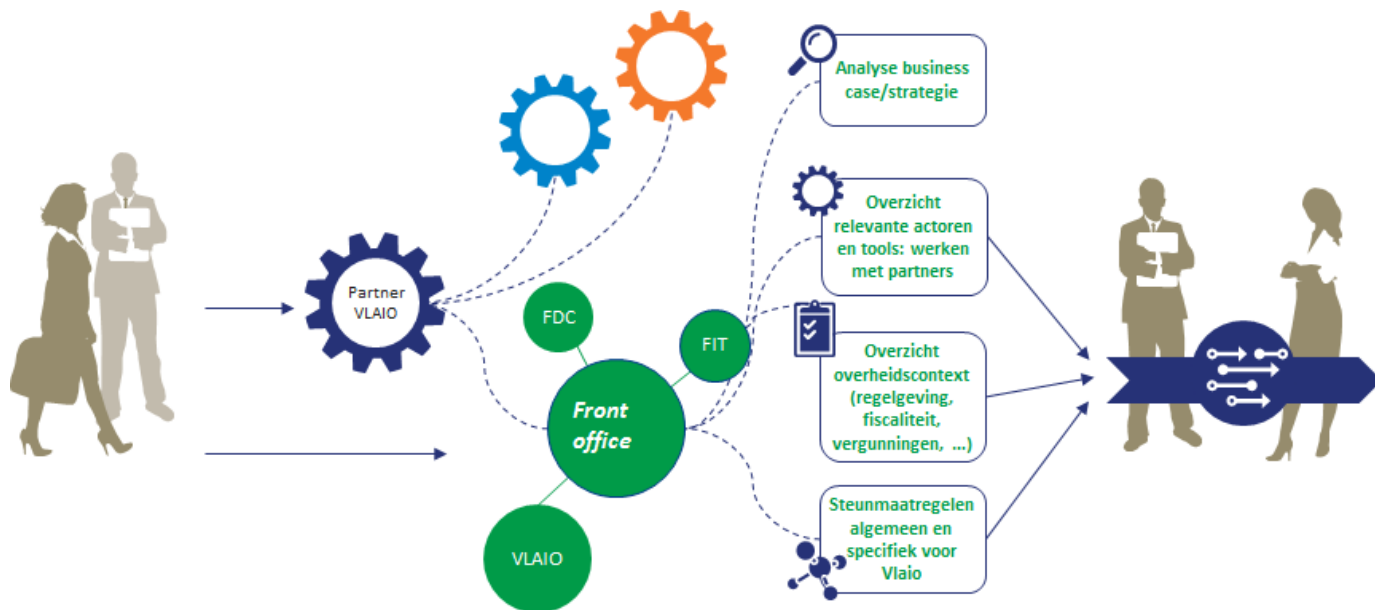 Analyse business
case/strategie
Overzicht
relevante actoren
en tools: werken
met partners
Partner
VLAIO
FDC
FIT
Overzicht
overheidscontext
(regelgeving,
fiscaliteit,
vergunningen, ...)
Front
office
Steunmaatregelen
algemeen en
specifiek voor
Vlaio
VLAIO